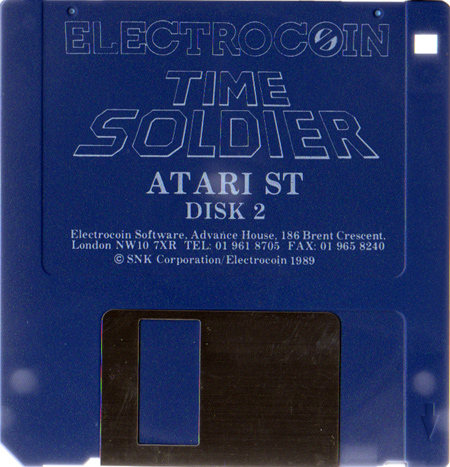 ELECTROCOIN
TIME
SOLDIER
ATARI ST
DISK 2
Electrocoin Software, Advance House, 186 Brent Crescent.
London NW10 7XR TEL: 01 961 8705 FAX: 01 965 8240
© SNK Corporation/Electrocoin 1989